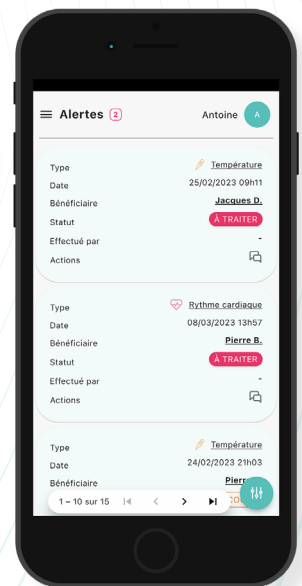 Alertes 2
Antoine A
Type Température
Date 25/02/2023 09h11
Bénéficiaire Jacques D.
Statut À TRAITER
Effectué par -
Actions
Type Rythme cardiaque
Date 08/03/2023 13h57
Bénéficiaire Pierre B.
Statut À TRAITER
Effectué par -
Actions
Type Température
Date 24/02/2023 21h03
Bénéficiaire
1 – 10 sur 15